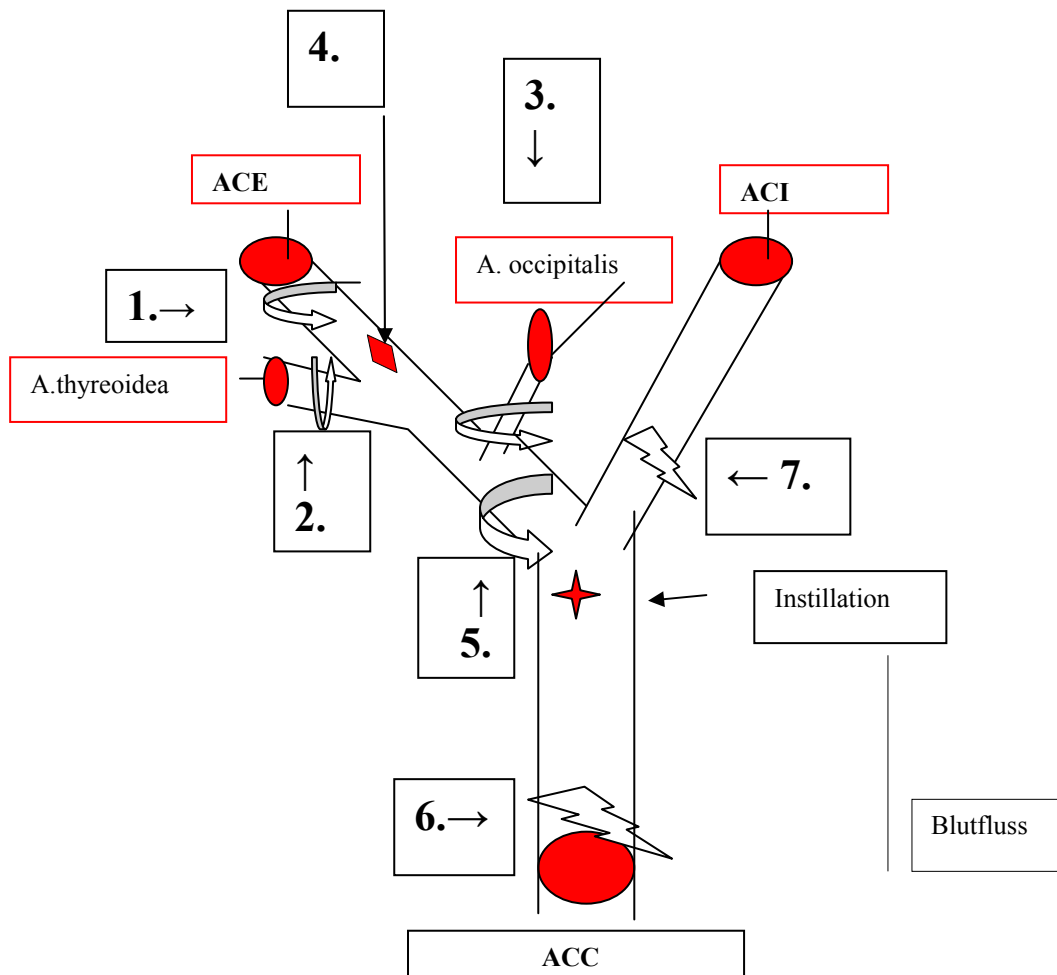 4.
3.
↓
ACE
ACI
A. occipitalis
1.→
A.thyreoidea
↑
2.
← 7.
Instillation
↑
5.
6.→
Blutfluss
ACC